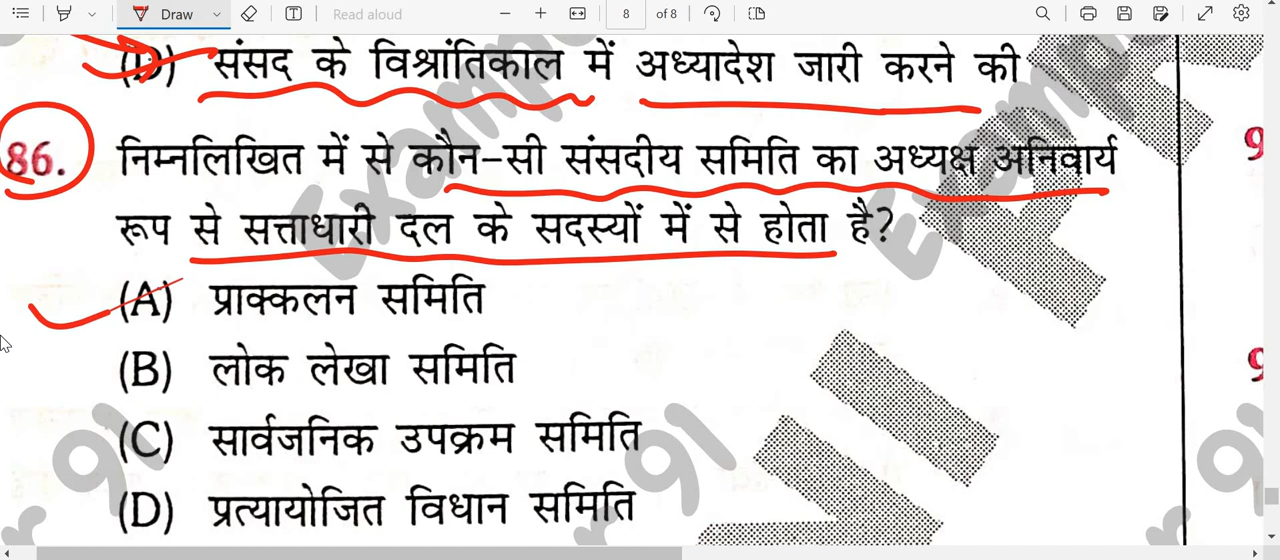 Draw
Read aloud
8
of 8
(D) संसद के विश्रांतिकाल में अध्यादेश जारी करने की
86. निम्नलिखित में से कौन-सी संसदीय समिति का अध्यक्ष अनिवार्य
रूप से सत्ताधारी दल के सदस्यों में से होता है?
(A) प्राक्कलन समिति
(B) लोक लेखा समिति
(C) सार्वजनिक उपक्रम समिति
(D) प्रत्यायोजित विधान समिति